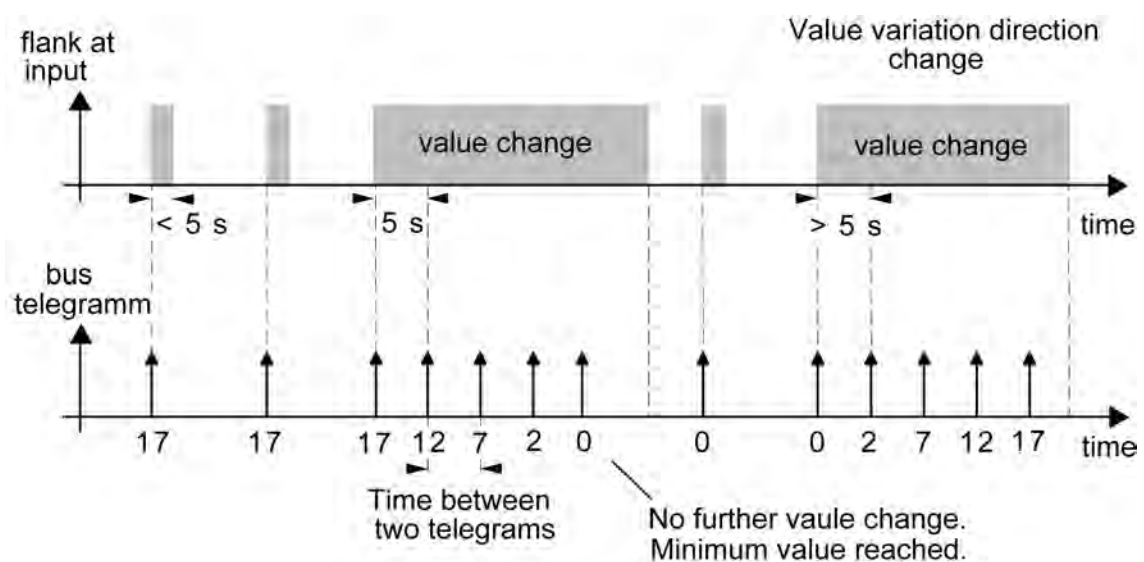 flank at
input
Value variation direction
change
value change
value change
< 5 s
5 s
> 5 s
time
bus
telegramm
17
17
17
12
7
2
0
0
0
2
7
12
17
time
Time between
two telegrams
No further vaule change.
Minimum value reached.